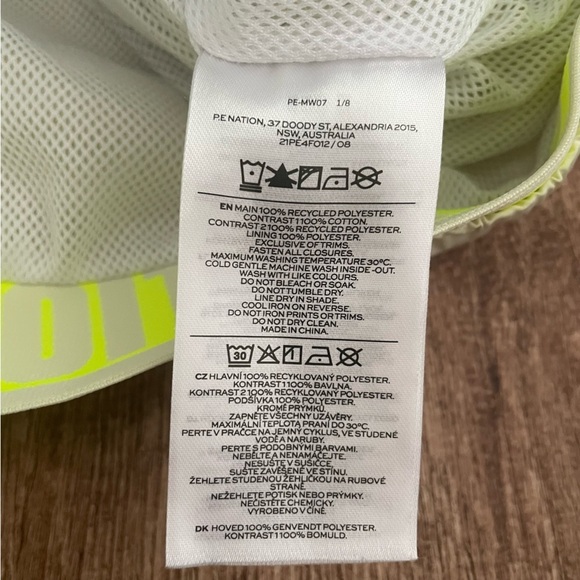 PE-MW07 1/8
P.E NATION, 37 DOODY ST, ALEXANDRIA 2015,
NSW, AUSTRALIA
21PE4F012 / 08
EN MAIN 100% RECYCLED POLYESTER.
CONTRAST 1 100% COTTON.
CONTRAST 2 100% RECYCLED POLYESTER.
LINING 100% POLYESTER.
EXCLUSIVE OF TRIMS.
FASTEN ALL CLOSURES.
MAXIMUM WASHING TEMPERATURE 30ºC.
COLD GENTLE MACHINE WASH INSIDE -OUT.
WASH WITH LIKE COLOURS.
DO NOT BLEACH OR SOAK.
DO NOT TUMBLE DRY.
LINE DRY IN SHADE.
COOL IRON ON REVERSE.
DO NOT IRON PRINTS OR TRIMS.
DO NOT DRY CLEAN.
MADE IN CHINA.
30
CZ HLAVNÍ 100% RECYKLOVANÝ POLYESTER.
KONTRAST 1 100% BAVLNA.
KONTRAST 2 100% RECYKLOVANÝ POLYESTER.
PODŠÍVKA 100% POLYESTER.
KROMĚ PRÝMKŮ.
ZAPNĚTE VŠECHNY UZÁVĚRY.
MAXIMÁLNÍ TEPLOTA PRANÍ DO 30ºC.
PERTE V PRAČCE NA JEMNÝ CYKLUS, VE STUDENÉ
VODĚ A NARUBY.
PERTE S PODOBNÝMI BARVAMI.
NEBĚLTE A NENAMÁČEJTE.
NESUŠTE V SUŠIČCE.
SUŠTE ZAVĚŠENÉ VE STÍNU.
ŽEHLETE STUDENOU ŽEHLIČKOU NA RUBOVÉ
STRANĚ.
NEŽEHLETE POTISK NEBO PRÝMKY.
NEČISTĚTE CHEMICKY.
VYROBENO V ČÍNĚ.
DK HOVED 100% GENVENDT POLYESTER.
KONTRAST 1 100% BOMULD.